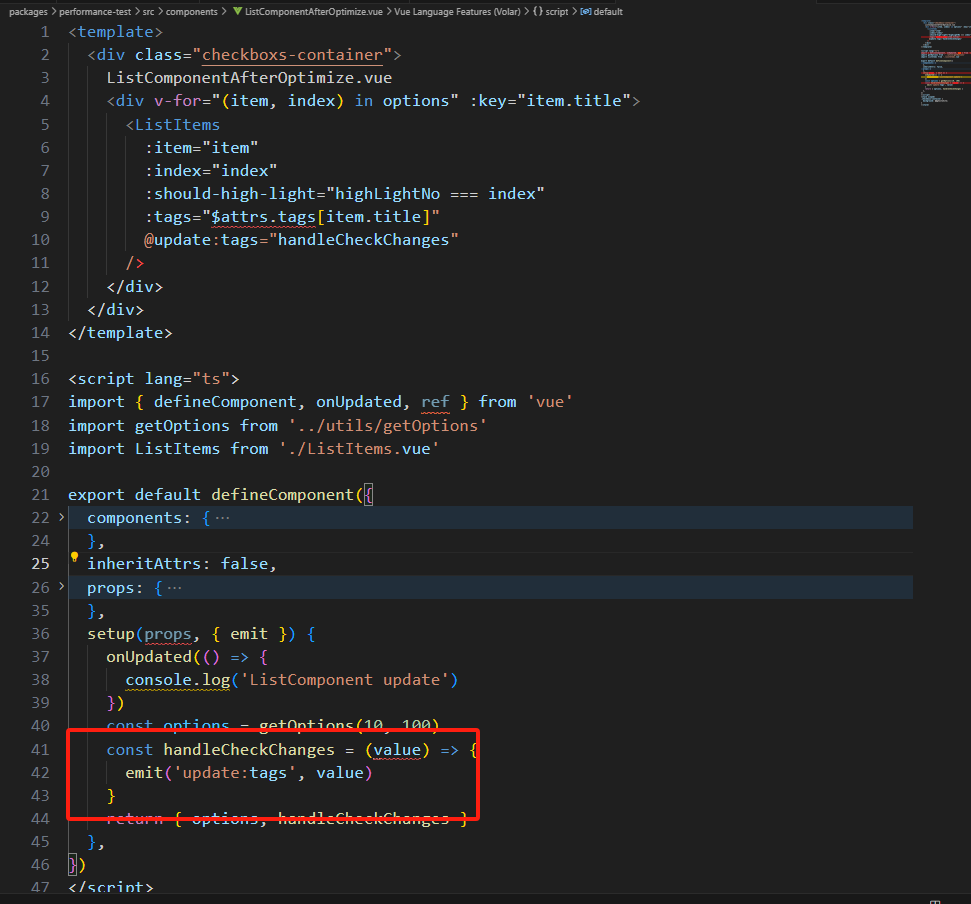 packages > performance-test > src > components > ListComponentAfterOptimize.vue > Vue Language Features (Volar) > {} script > default
1 <template>
2 <div class="checkboxs-container">
3 ListComponentAfterOptimize.vue
4 <div v-for="(item, index) in options" :key="item.title">
5 <ListItems
6 :item="item"
7 :index="index"
8 :should-high-light="highLightNo === index"
9 :tags="$attrs.tags[item.title]"
10 @update:tags="handleCheckChanges"
11 />
12 </div>
13 </div>
14 </template>
15
16 <script lang="ts">
17 import { defineComponent, onUpdated, ref } from 'vue'
18 import getOptions from '../utils/getOptions'
19 import ListItems from './ListItems.vue'
20
21 export default defineComponent({
22 > components: { ...
24 },
25 inheritAttrs: false,
26 > props: { ...
35 },
36 setup(props, { emit }) {
37 onUpdated(() => {
38 console.log('ListComponent update')
39 })
40 const options = getOptions(10, 100)
41 const handleCheckChanges = (value) => {
42 emit('update:tags', value)
43 }
44 return { options, handleCheckChanges }
45 },
46 })
47 </script>